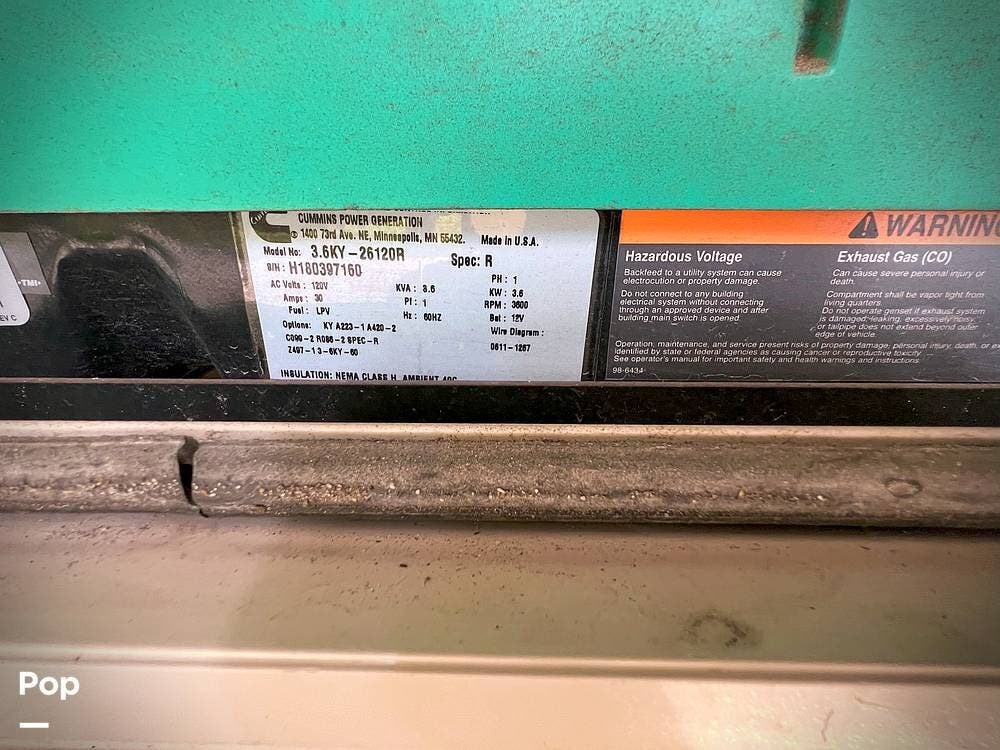 CUMMINS POWER GENERATION
1400 73rd Ave. NE, Minneapolis, MN 55432. Made in U.S.A.
Model No: 3.6KY-26120R Spec: R
S/N: H180397160
AC Volts: 120V KVA: 3.6 PH: 1
Amps: 30 Pf: 1 KW: 3.6
Fuel: LPV Hz: 60HZ RPM: 3600
Bat: 12V
Options: KY A223-1 A420-2 Wire Diagram:
C099-2 R086-2 SPEC-R 0611-1267
Z497-1 3-6KY-60
INSULATION: NEMA CLASS H AMBIENT 40C
-TM!-
EV C
WARNING
Hazardous Voltage
Backfeed to a utility system can cause
electrocution or property damage.
Do not connect to any building
electrical system without connecting
through an approved device and after
building main switch is opened.
Exhaust Gas (CO)
Can cause severe personal injury or
death.
Compartment shall be vapor tight from
living quarters.
Do not operate genset if exhaust system
is damaged, leaking, excessively noisy
or tailpipe does not extend beyond outer
edge of vehicle.
Operation, maintenance, and service present risks of property damage, personal injury, death, or ex
identified by state or federal agencies as causing cancer or reproductive toxicity.
See operator's manual for important safety and health warnings and instructions.
98-6434
Pop